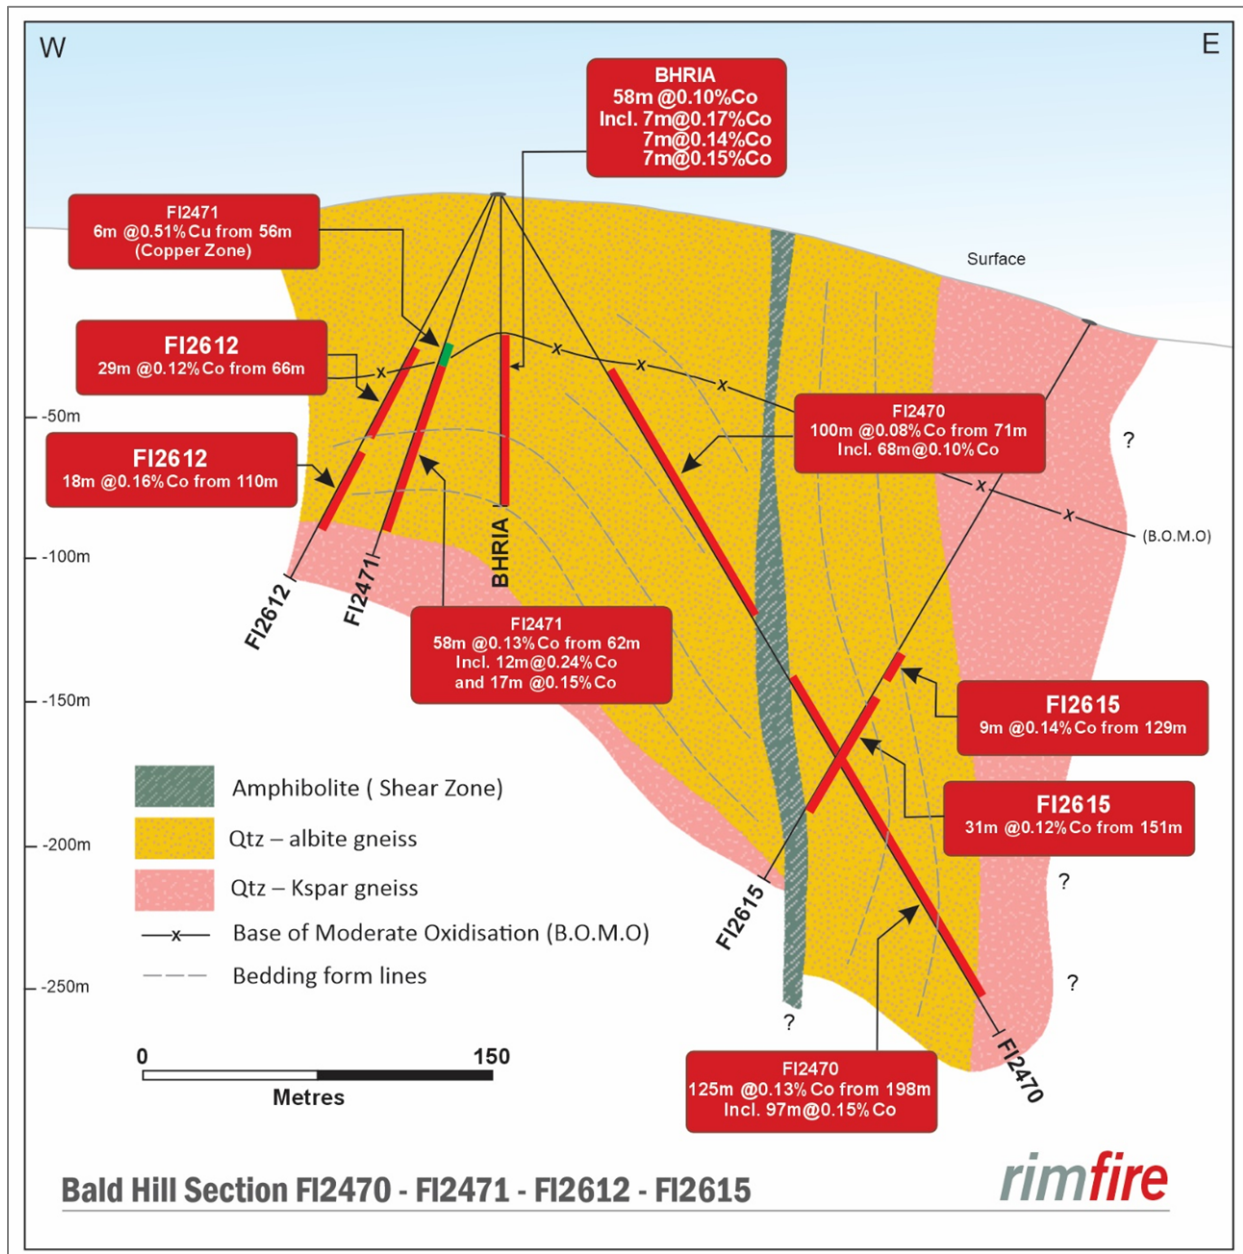 W
E
BHRIA
58m @0.10%Co
Incl. 7m@0.17%Co
7m@0.14%Co
7m@0.15%Co
FI2471
6m @0.51%Cu from 56m
(Copper Zone)
Surface
FI2612
29m @0.12%Co from 66m
x
x
x
x
x
x
FI2470
100m @0.08%Co from 71m
Incl. 68m@0.10%Co
-50m
?
FI2612
18m @0.16%Co from 110m
(B.O.M.O)
-100m
FI2612
FI2471
BHRIA
FI2471
58m @0.13%Co from 62m
Incl. 12m@0.24%Co
and 17m @0.15%Co
-150m
FI2615
9m @0.14%Co from 129m
Amphibolite ( Shear Zone)
FI2615
31m @0.12%Co from 151m
Qtz – albite gneiss
-200m
Qtz – Kspar gneiss
?
FI2615
x
Base of Moderate Oxidisation (B.O.M.O)
Bedding form lines
-250m
?
?
FI2470
0
150
Metres
FI2470
125m @0.13%Co from 198m
Incl. 97m@0.15%Co
Bald Hill Section FI2470 - FI2471 - FI2612 - FI2615
rimfire